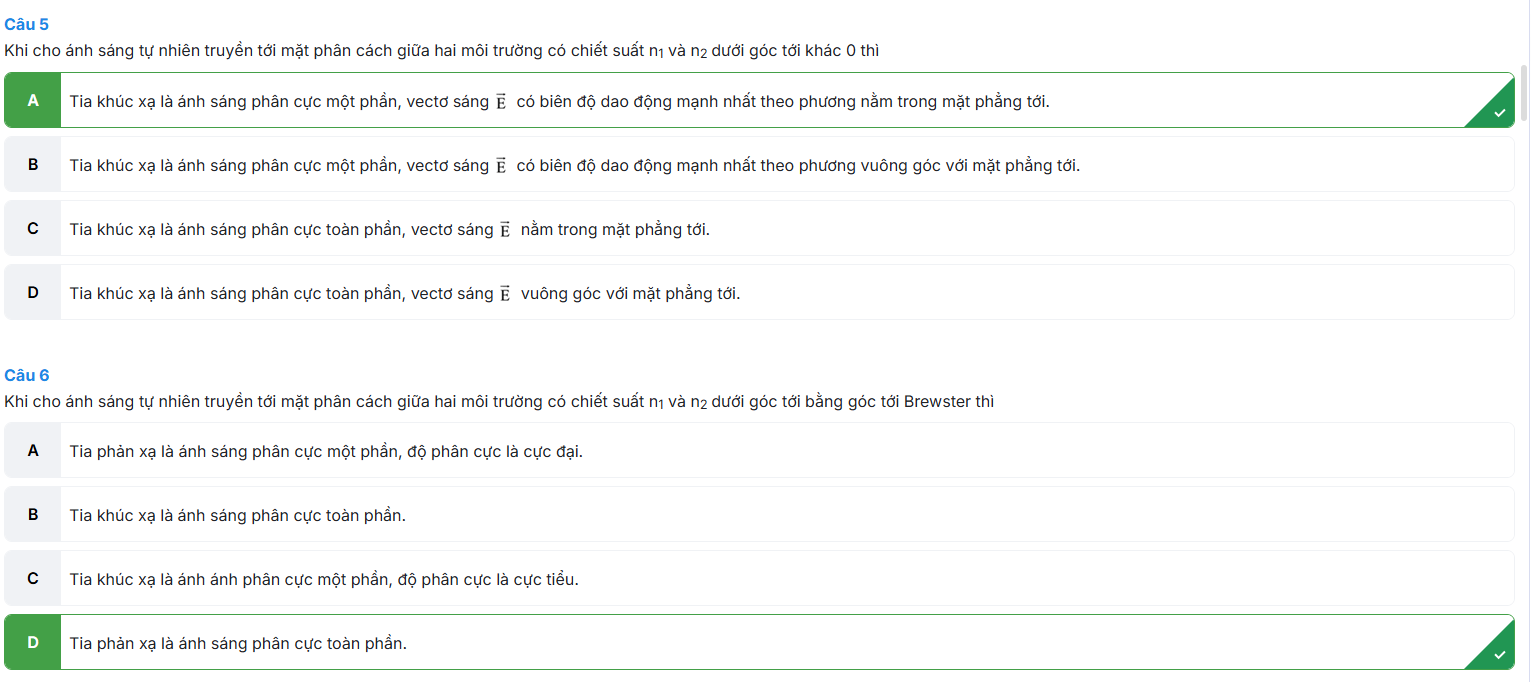 Câu 5
Khi cho ánh sáng tự nhiên truyền tới mặt phân cách giữa hai môi trường có chiết suất n₁ và n₂ dưới góc tới khác 0 thì
A Tia khúc xạ là ánh sáng phân cực một phần, vectơ sáng E⃗ có biên độ dao động mạnh nhất theo phương nằm trong mặt phẳng tới.
B Tia khúc xạ là ánh sáng phân cực một phần, vectơ sáng E⃗ có biên độ dao động mạnh nhất theo phương vuông góc với mặt phẳng tới.
C Tia khúc xạ là ánh sáng phân cực toàn phần, vectơ sáng E⃗ nằm trong mặt phẳng tới.
D Tia khúc xạ là ánh sáng phân cực toàn phần, vectơ sáng E⃗ vuông góc với mặt phẳng tới.
Câu 6
Khi cho ánh sáng tự nhiên truyền tới mặt phân cách giữa hai môi trường có chiết suất n₁ và n₂ dưới góc tới bằng góc tới Brewster thì
A Tia phản xạ là ánh sáng phân cực một phần, độ phân cực là cực đại.
B Tia khúc xạ là ánh sáng phân cực toàn phần.
C Tia khúc xạ là ánh ánh phân cực một phần, độ phân cực là cực tiểu.
D Tia phản xạ là ánh sáng phân cực toàn phần.